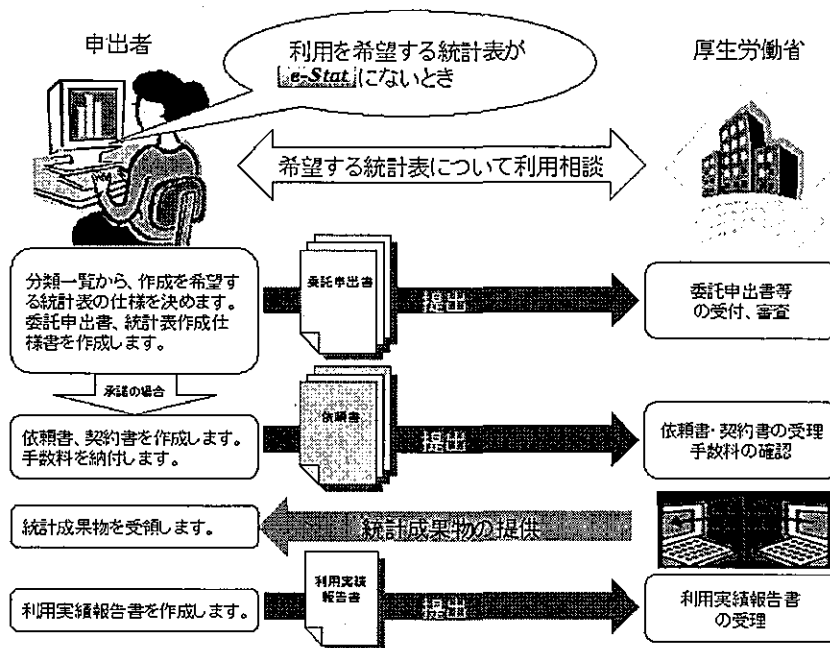 申出者
利用を希望する統計表が
e-Statにないとき
厚生労働省
希望する統計表について利用相談
分類一覧から、作成を希望す
る統計表の仕様を決めます。
委託申出書、統計表作成仕
様書を作成します。
委託申出書
提出
委託申出書等
の受付、審査
承諾の場合
依頼書、契約書を作成します。
手数料を納付します。
依頼書
提出
依頼書・契約書の受理
手数料の確認
統計成果物を受領します。
統計成果物の提供
利用実績報告書を作成します。
利用実績
報告書
提出
利用実績報告書
の受理